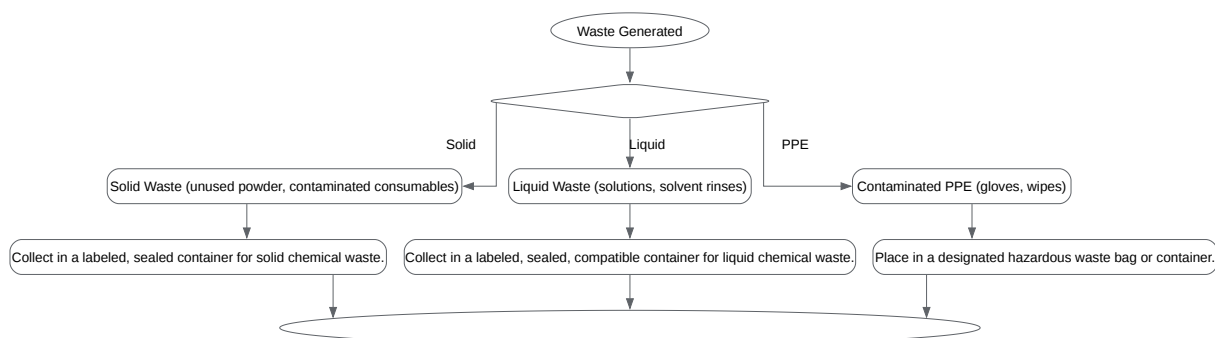 Waste Generated
Solid
Liquid
PPE
Solid Waste (unused powder, contaminated consumables)
Liquid Waste (solutions, solvent rinses)
Contaminated PPE (gloves, wipes)
Collect in a labeled, sealed container for solid chemical waste.
Collect in a labeled, sealed, compatible container for liquid chemical waste.
Place in a designated hazardous waste bag or container.